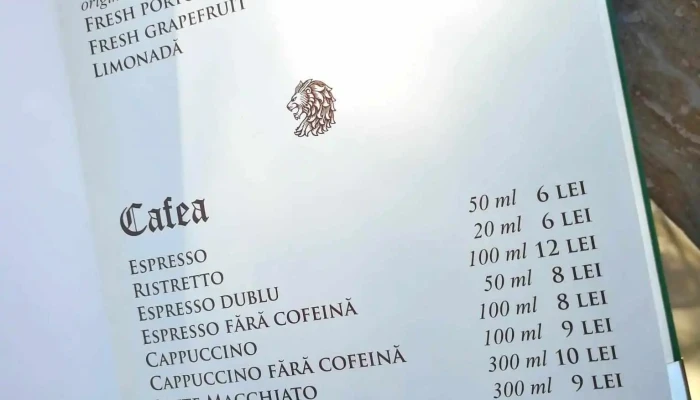 FRESH
FRESH GRAPEFRUIT
LIMONADĂ
Cafea
ESPRESSO 50 ml 6 LEI
RISTRETTO 20 ml 6 LEI
ESPRESSO DUBLU 100 ml 12 LEI
ESPRESSO FĂRĂ COFEINĂ 50 ml 8 LEI
CAPPUCCINO 100 ml 8 LEI
CAPPUCCINO FĂRĂ COFEINĂ 100 ml 9 LEI
MACCHIATO 300 ml 10 LEI
300 ml 9 LEI